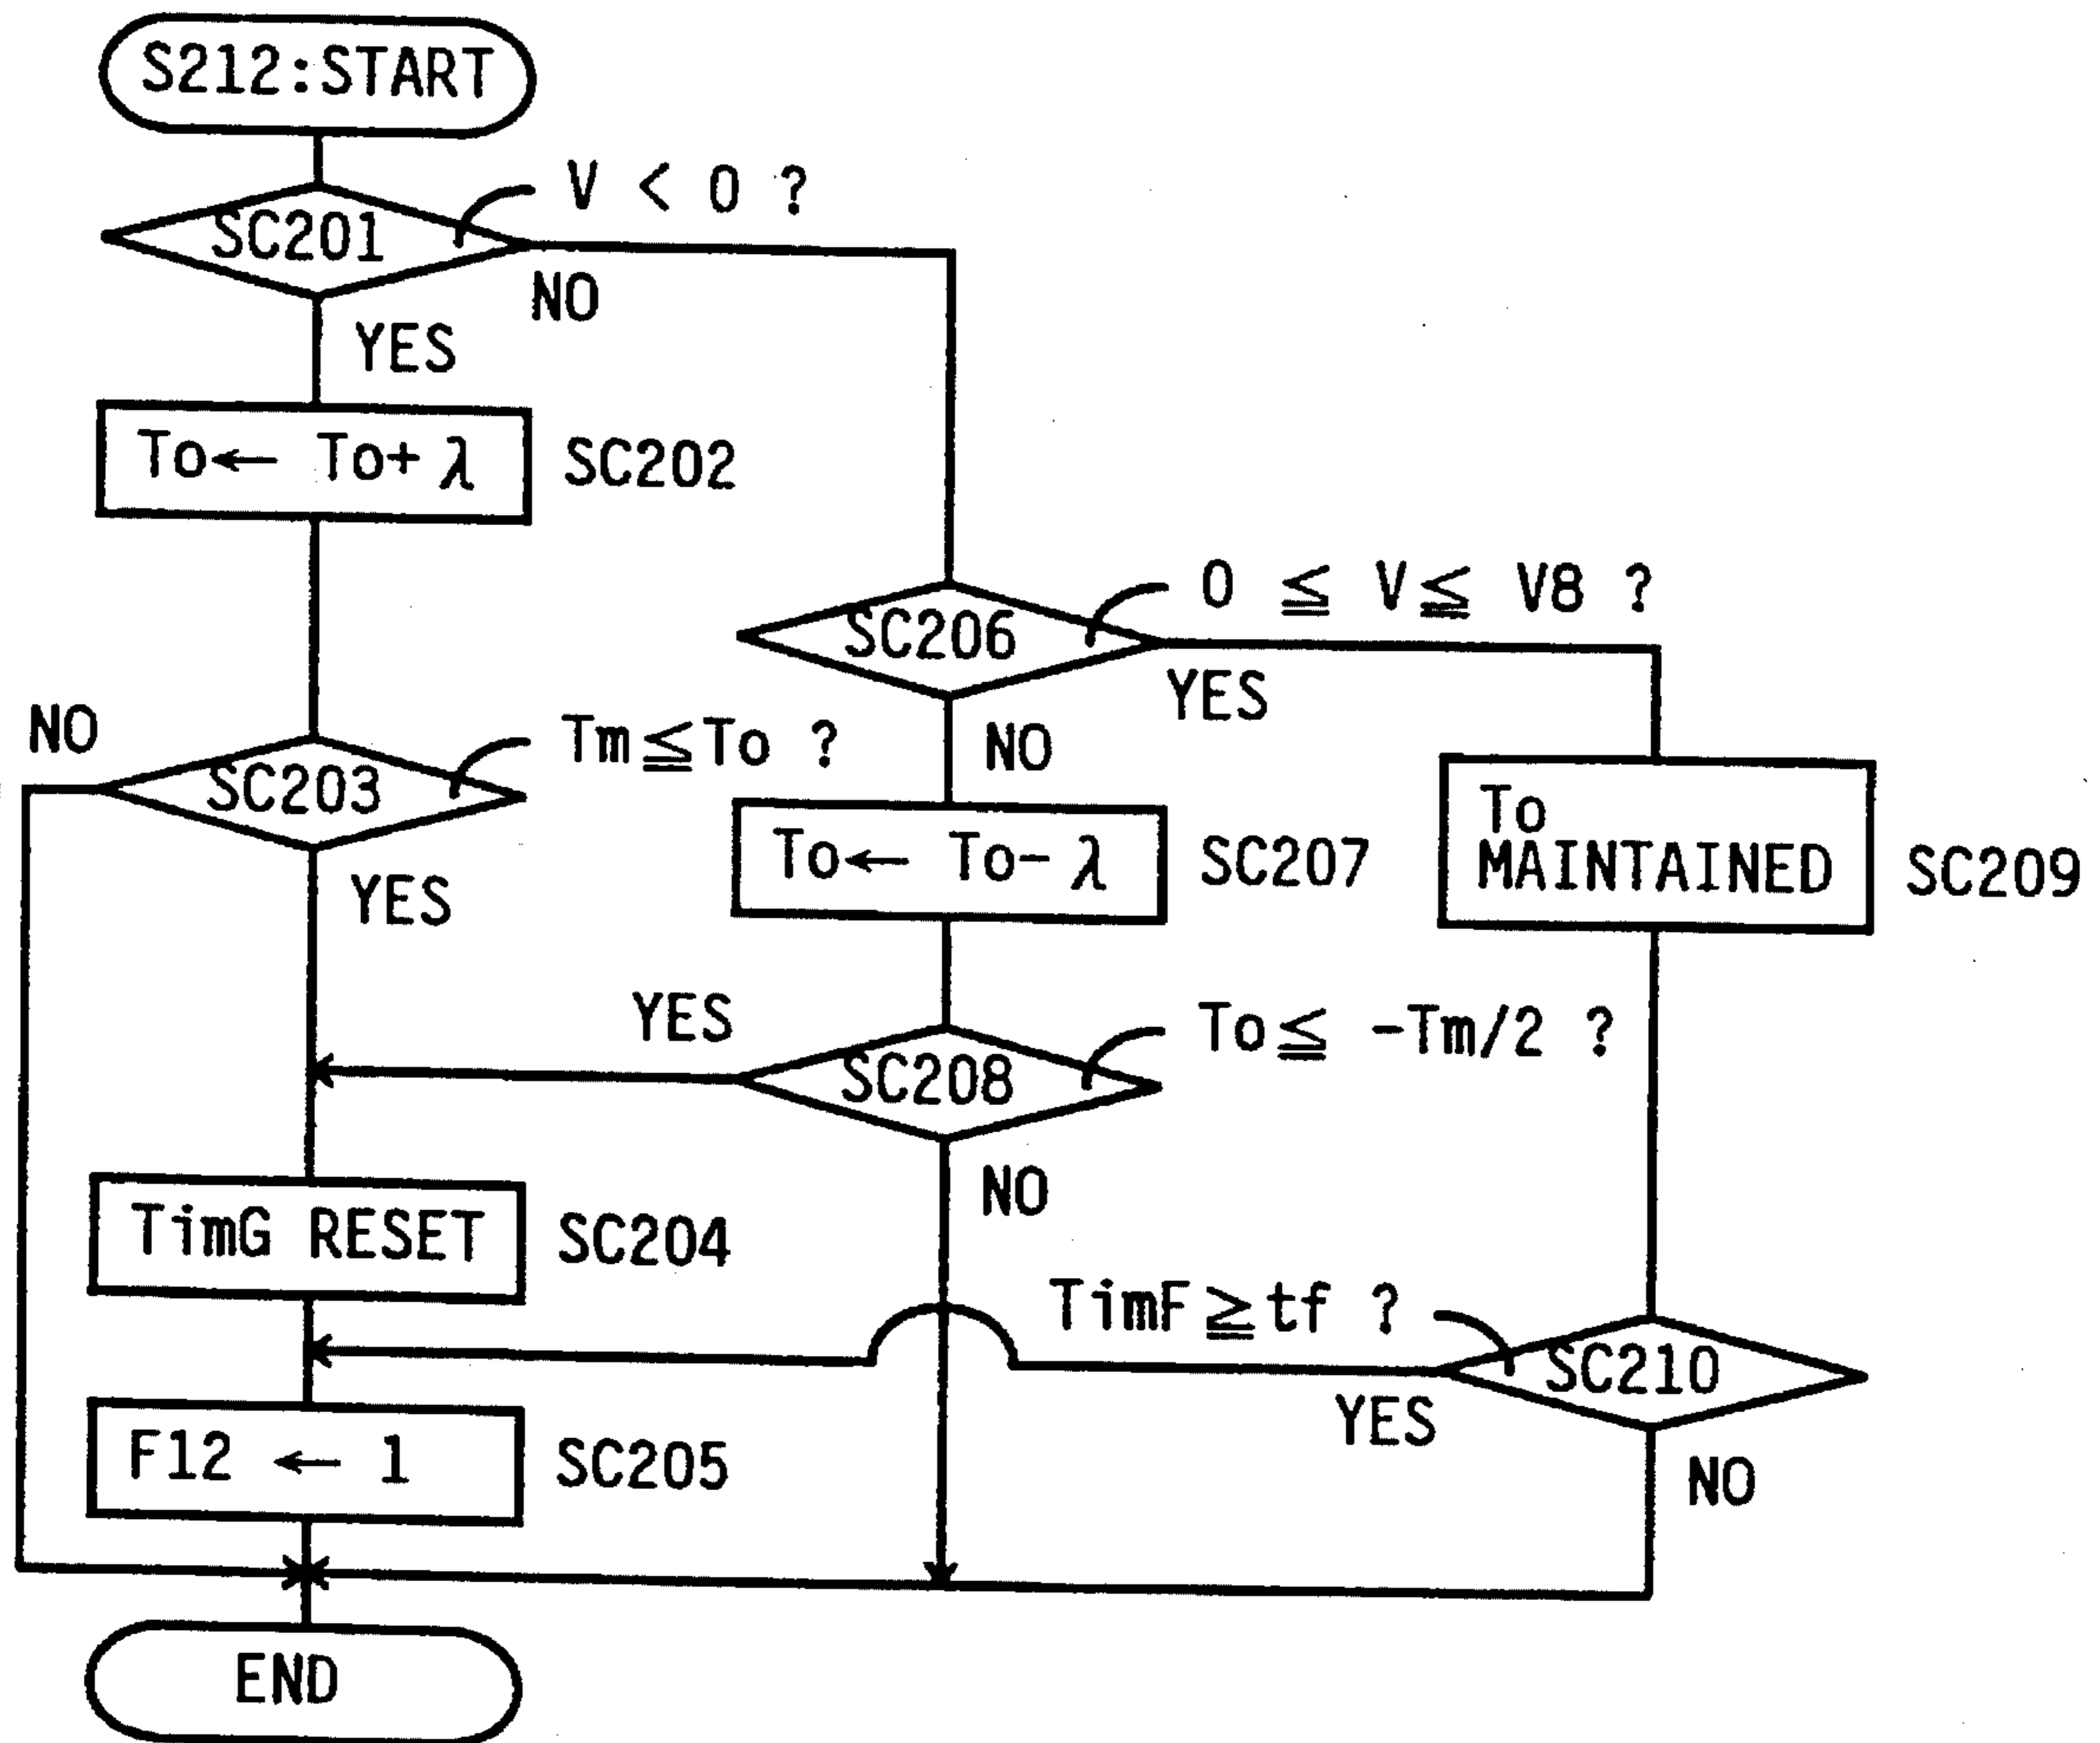 S212:START
V < 0 ?
SC201
NO
YES
To← To+ λ
SC202
0 ≦ V≦ V8 ?
SC206
YES
NO
NO
Tm≦To ?
SC203
YES
To← To- λ
SC207
To
MAINTAINED
SC209
YES
To≦ -Tm/2 ?
SC208
NO
TimG RESET
SC204
TimF≧tf ?
SC210
YES
NO
F12 ← 1
SC205
END